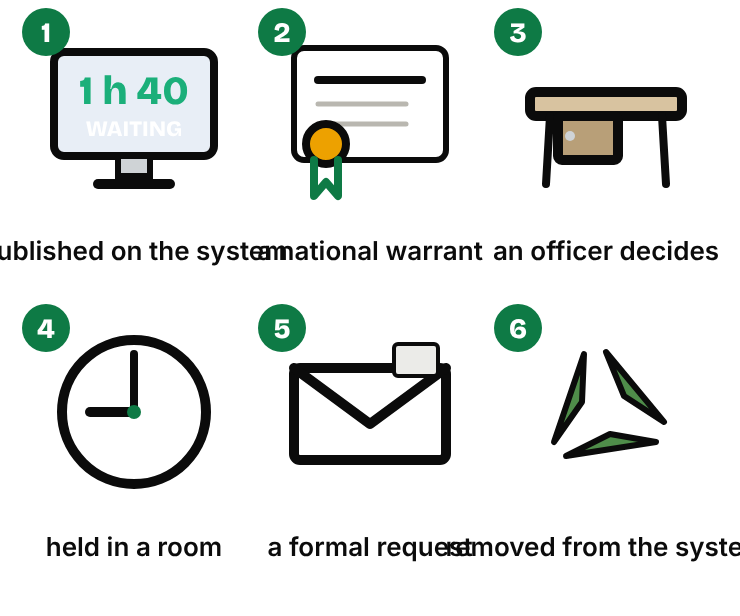 1
1 h 40
WAITING
2
3
ublished on the system
a national warrant
an officer decides
4
5
6
held in a room
a formal request
removed from the syste